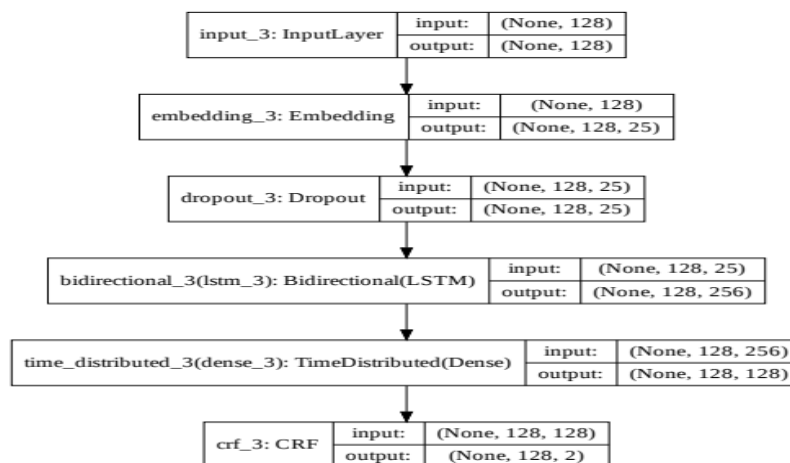 input_3: InputLayer input: (None, 128)
output: (None, 128)
embedding_3: Embedding input: (None, 128)
output: (None, 128, 25)
dropout_3: Dropout input: (None, 128, 25)
output: (None, 128, 25)
bidirectional_3(lstm_3): Bidirectional(LSTM) input: (None, 128, 25)
output: (None, 128, 256)
time_distributed_3(dense_3): TimeDistributed(Dense) input: (None, 128, 256)
output: (None, 128, 128)
crf_3: CRF input: (None, 128, 128)
output: (None, 128, 2)